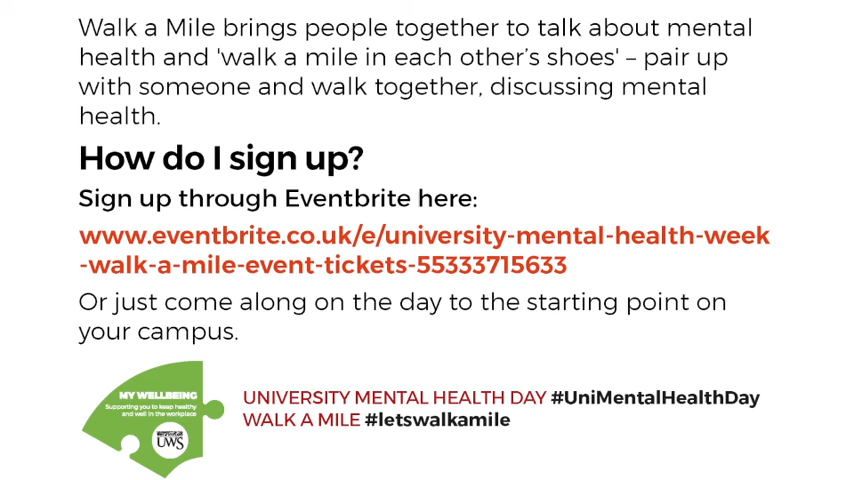 Walk a Mile brings people together to talk about mental
health and 'walk a mile in each other’s shoes' – pair up
with someone and walk together, discussing mental
health.
How do I sign up?
Sign up through Eventbrite here:
www.eventbrite.co.uk/e/university-mental-health-week
-walk-a-mile-event-tickets-55333715633
Or just come along on the day to the starting point on
your campus.
MY WELLBEING
Supporting you to keep healthy
and well in the workplace
UWS
UNIVERSITY MENTAL HEALTH DAY #UniMentalHealthDay
WALK A MILE #letswalkamile